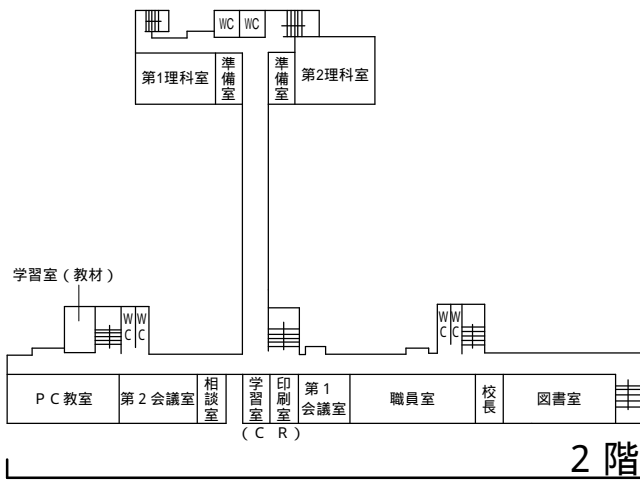 WC
WC
第1理科室
準備室
準備室
第2理科室
学習室(教材)
WC
WC
WC
WC
PC教室
第2会議室
相談室
学習室
(CR)
印刷室
第1
会議室
職員室
校長
図書室
2階